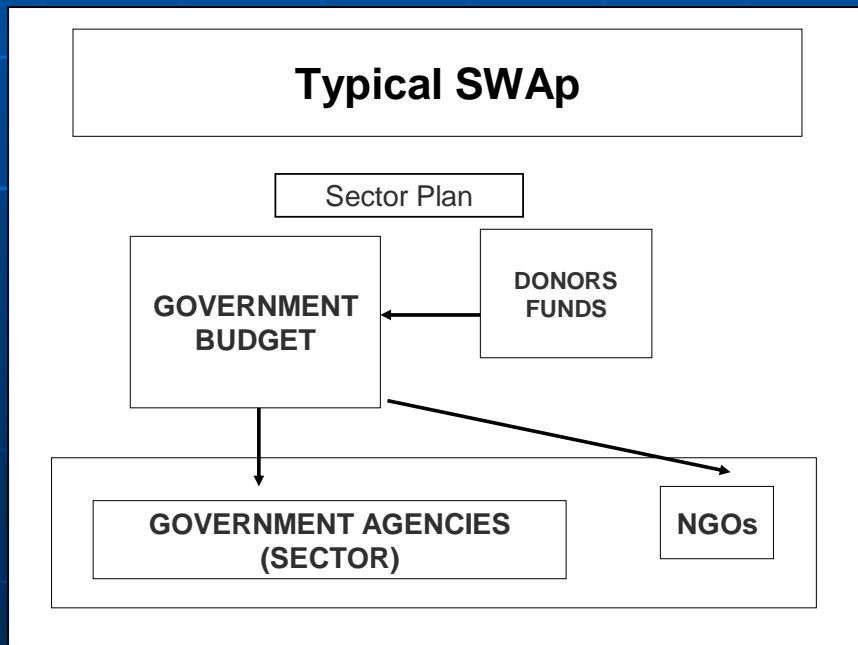 Typical SWAp
Sector Plan
GOVERNMENT
BUDGET
DONORS
FUNDS
GOVERNMENT AGENCIES
(SECTOR)
NGOs